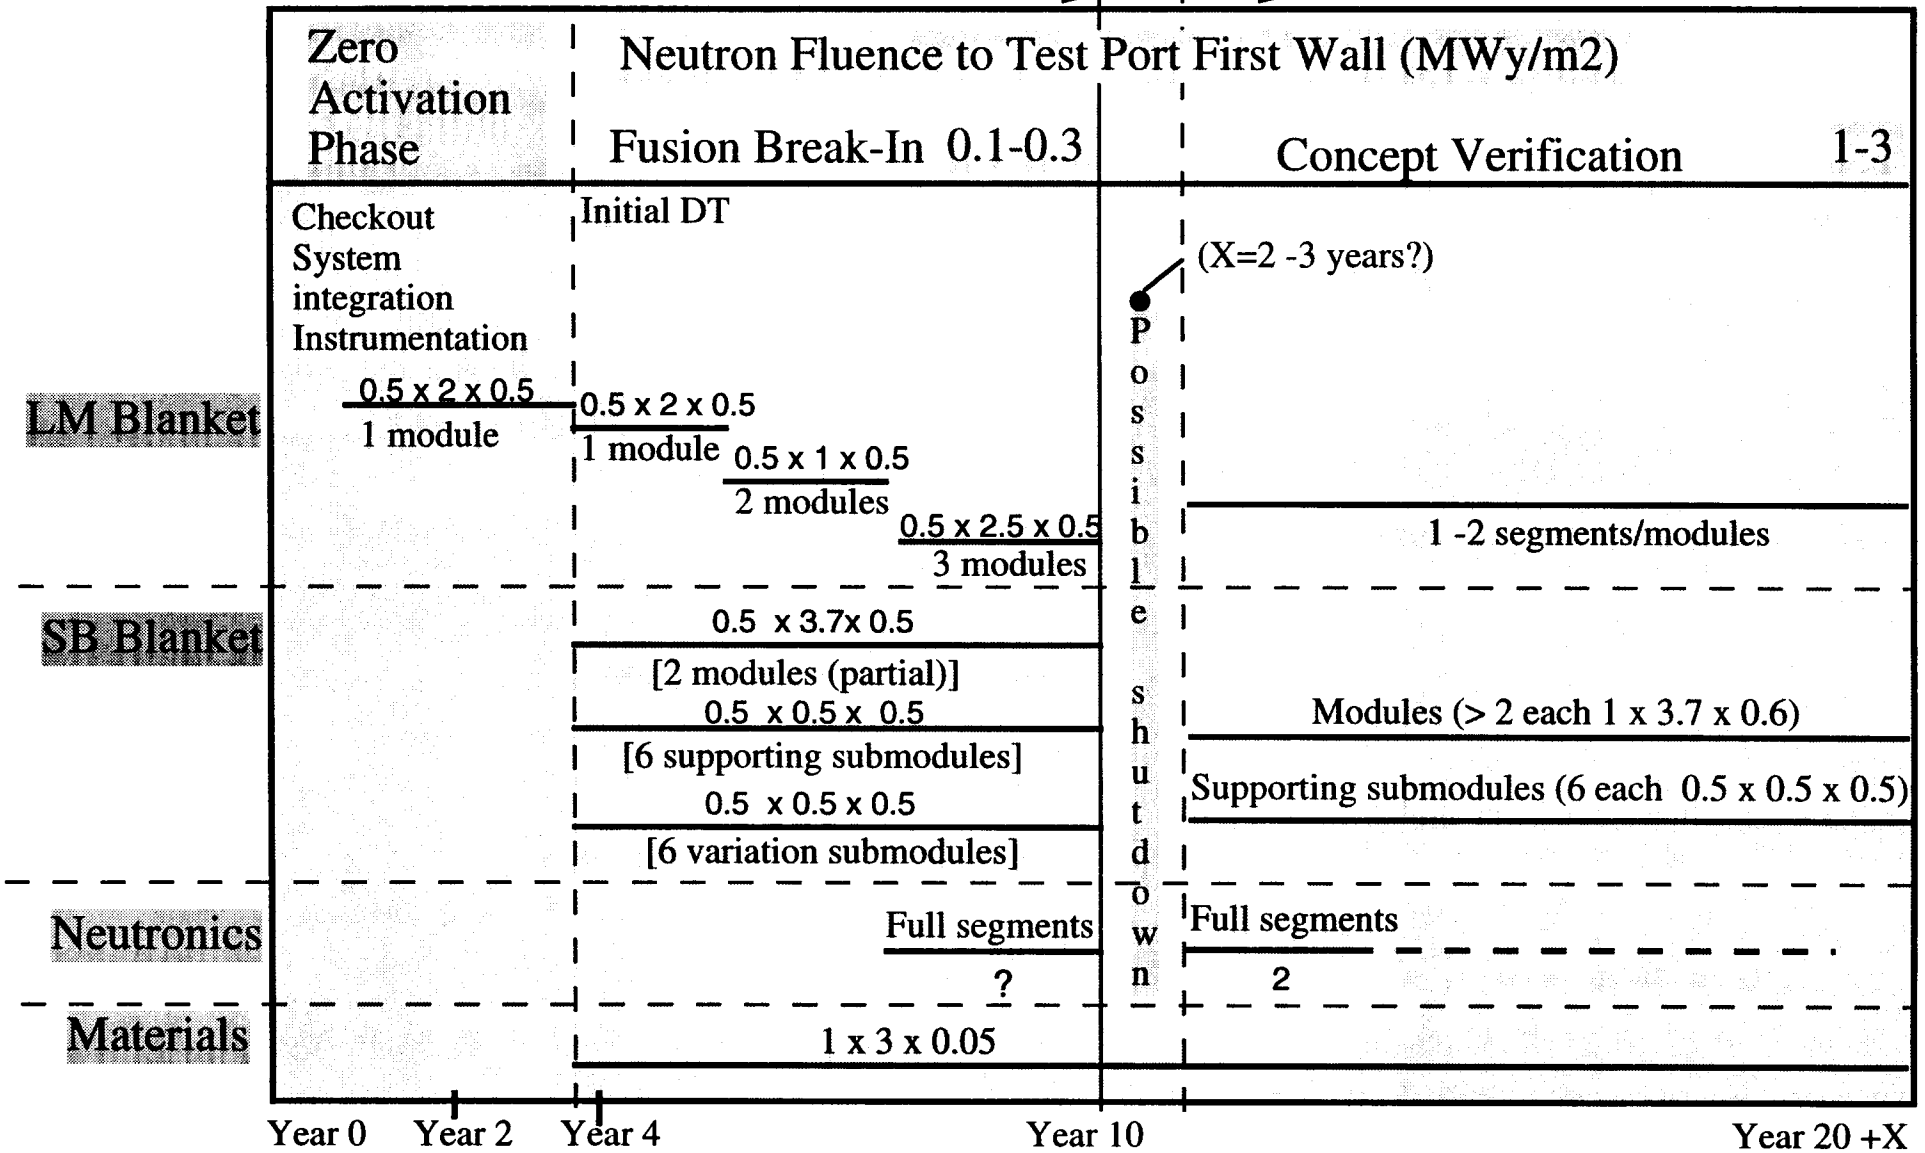 Zero
Activation
Phase
Neutron Fluence to Test Port First Wall (MWy/m2)
Fusion Break-In 0.1-0.3
Concept Verification 1-3
Checkout
System
integration
Instrumentation
Initial DT
(X=2 -3 years?)
Possible shutdown
LM Blanket
0.5 x 2 x 0.5
1 module
0.5 x 2 x 0.5
1 module
0.5 x 1 x 0.5
2 modules
0.5 x 2.5 x 0.5
3 modules
1 -2 segments/modules
SB Blanket
0.5 x 3.7x 0.5
[2 modules (partial)]
0.5 x 0.5 x 0.5
[6 supporting submodules]
0.5 x 0.5 x 0.5
[6 variation submodules]
Modules (> 2 each 1 x 3.7 x 0.6)
Supporting submodules (6 each 0.5 x 0.5 x 0.5)
Neutronics
Full segments
?
Full segments
2
Materials
1 x 3 x 0.05
Year 0 Year 2 Year 4 Year 10 Year 20 +X